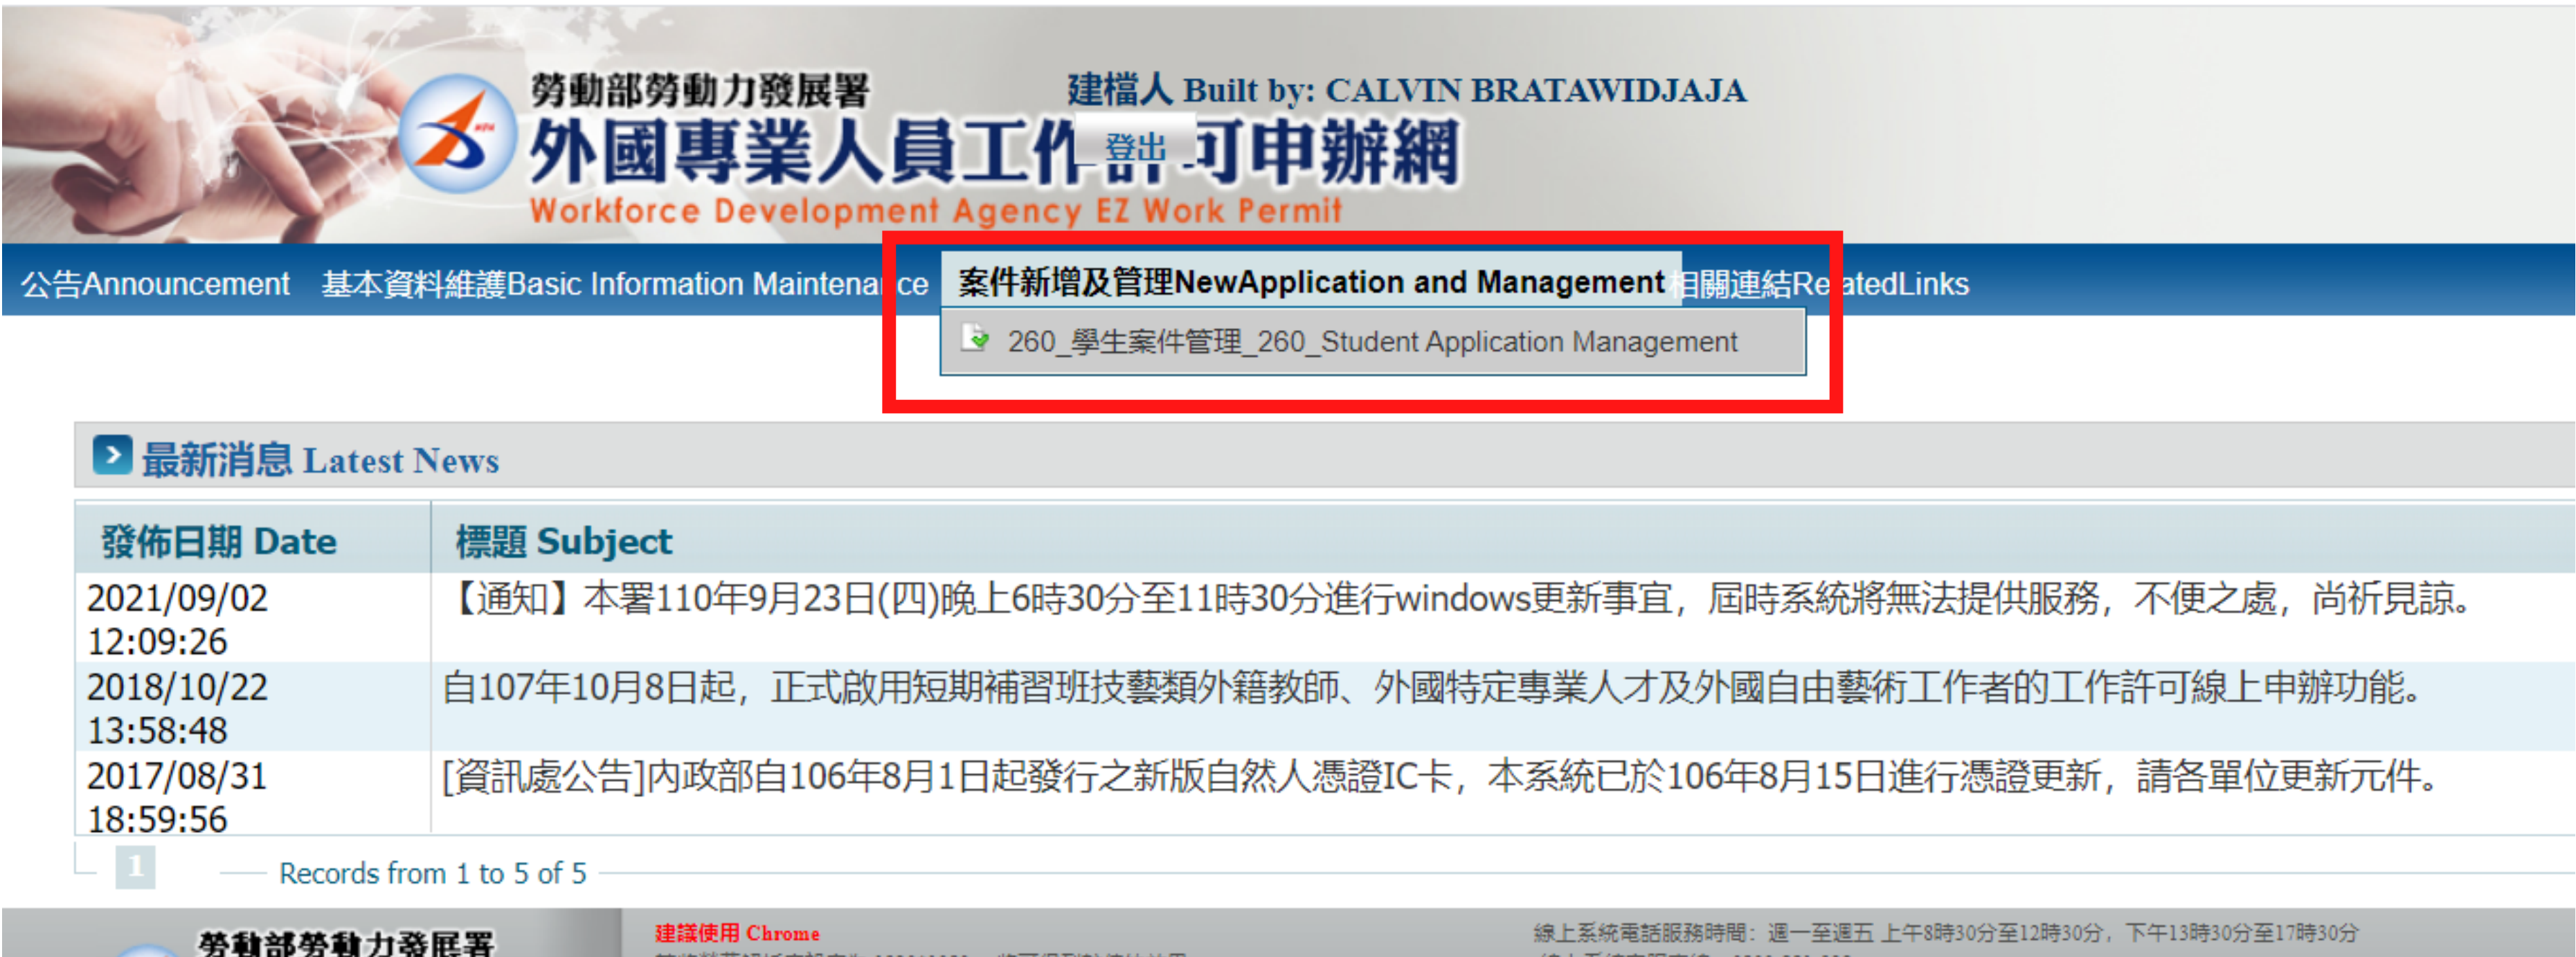 勞動部勞動力發展署
建檔人 Built by: CALVIN BRATAWIDJAJA
外國專業人員工作許可申辦網
登出
Workforce Development Agency EZ Work Permit
公告Announcement 基本資料維護Basic Information Maintenance 案件新增及管理NewApplication and Management 相關連結RelatedLinks
260_學生案件管理_260_Student Application Management
最新消息 Latest News
發佈日期 Date 標題 Subject
2021/09/02 【通知】本署110年9月23日(四)晚上6時30分至11時30分進行windows更新事宜，屆時系統將無法提供服務，不便之處，尚祈見諒。
12:09:26
2018/10/22 自107年10月8日起，正式啟用短期補習班技藝類外籍教師、外國特定專業人才及外國自由藝術工作者的工作許可線上申辦功能。
13:58:48
2017/08/31 [資訊處公告]內政部自106年8月1日起發行之新版自然人憑證IC卡，本系統已於106年8月15日進行憑證更新，請各單位更新元件。
18:59:56
1 Records from 1 to 5 of 5
建議使用 Chrome
線上系統電話服務時間：週一至週五 上午8時30分至12時30分，下午13時30分至17時30分
勞動部勞動力發展署